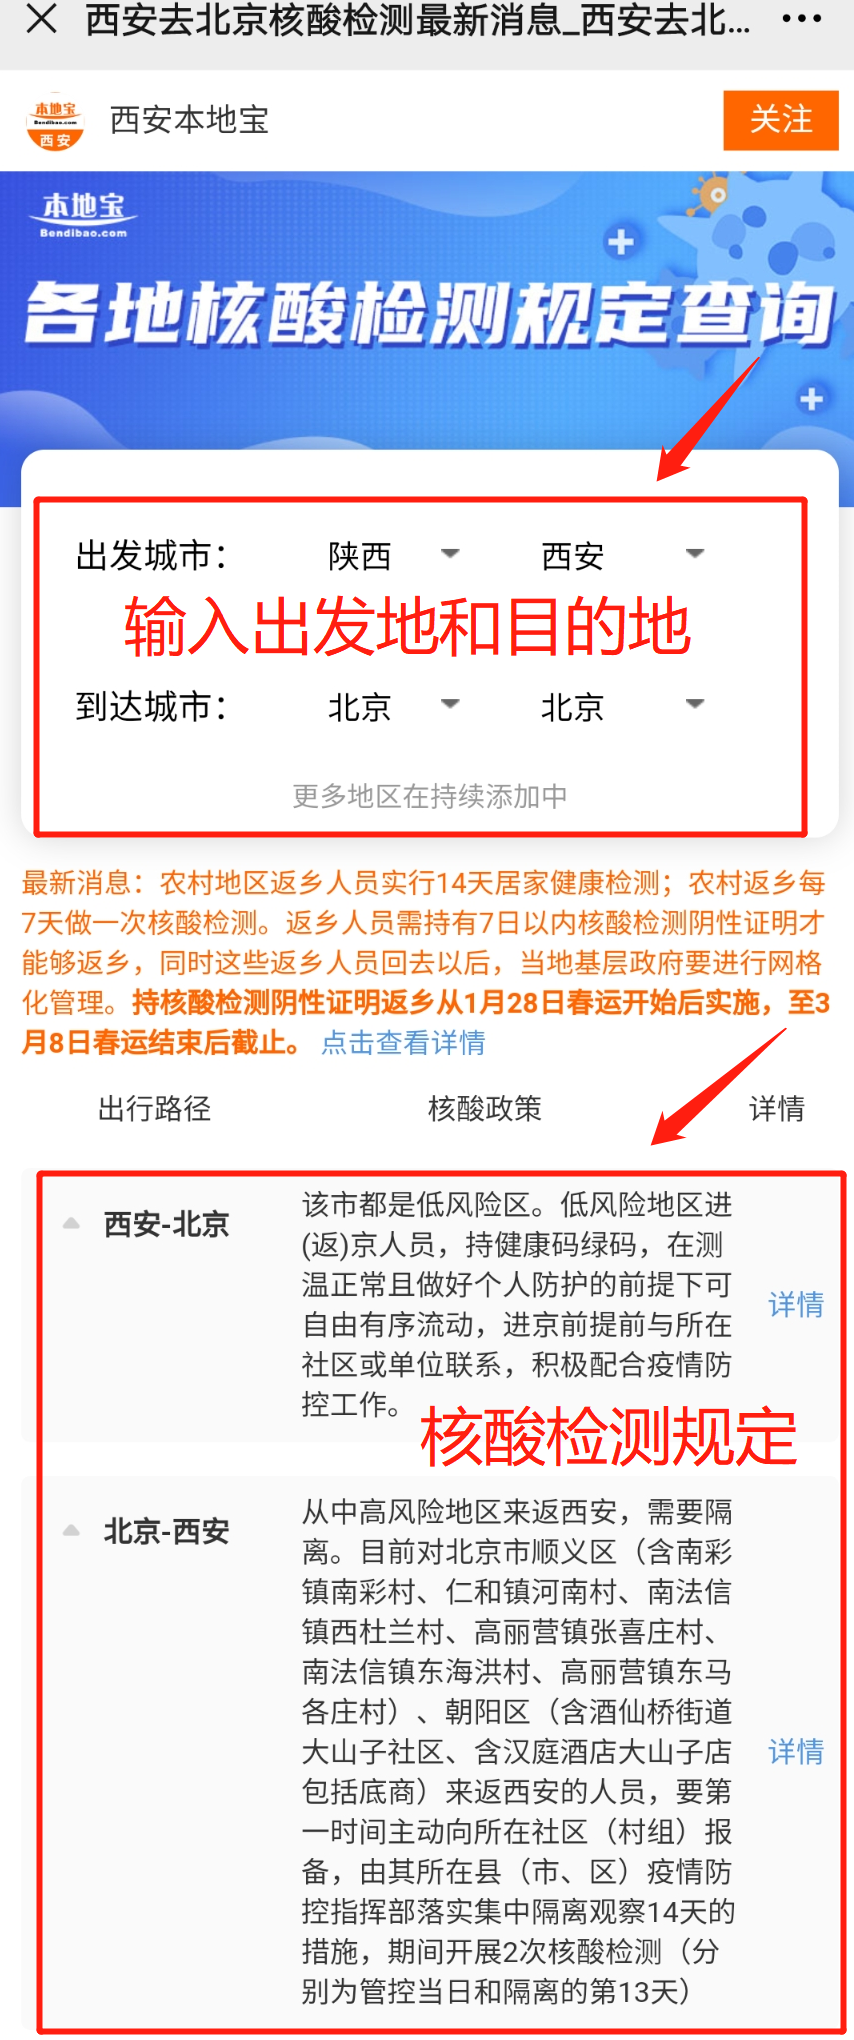 西安去北京核酸检测最新消息_西安去北...
本地宝
Bendibao.com
西安
西安本地宝
关注
本地宝
Bendibao.com
各地核酸检测规定查询
出发城市： 陕西 西安
输入出发地和目的地
到达城市： 北京 北京
更多地区在持续添加中
最新消息：农村地区返乡人员实行14天居家健康检测；农村返乡每
7天做一次核酸检测。返乡人员需持有7日以内核酸检测阴性证明才
能够返乡，同时这些返乡人员回去以后，当地基层政府要进行网格
化管理。持核酸检测阴性证明返乡从1月28日春运开始后实施，至3
月8日春运结束后截止。 点击查看详情
出行路径 核酸政策 详情
西安-北京
该市都是低风险区。低风险地区进
(返)京人员，持健康码绿码，在测
温正常且做好个人防护的前提下可
自由有序流动，进京前提前与所在
社区或单位联系，积极配合疫情防
控工作。
详情
核酸检测规定
北京-西安
从中高风险地区来返西安，需要隔
离。目前对北京市顺义区（含南彩
镇南彩村、仁和镇河南村、南法信
镇西杜兰村、高丽营镇张喜庄村、
南法信镇东海洪村、高丽营镇东马
各庄村）、朝阳区（含酒仙桥街道
大山子社区、含汉庭酒店大山子店
包括底商）来返西安的人员，要第
一时间主动向所在社区（村组）报
备，由其所在县（市、区）疫情防
控指挥部落实集中隔离观察14天的
措施，期间开展2次核酸检测（分
别为管控当日和隔离的第13天）
详情